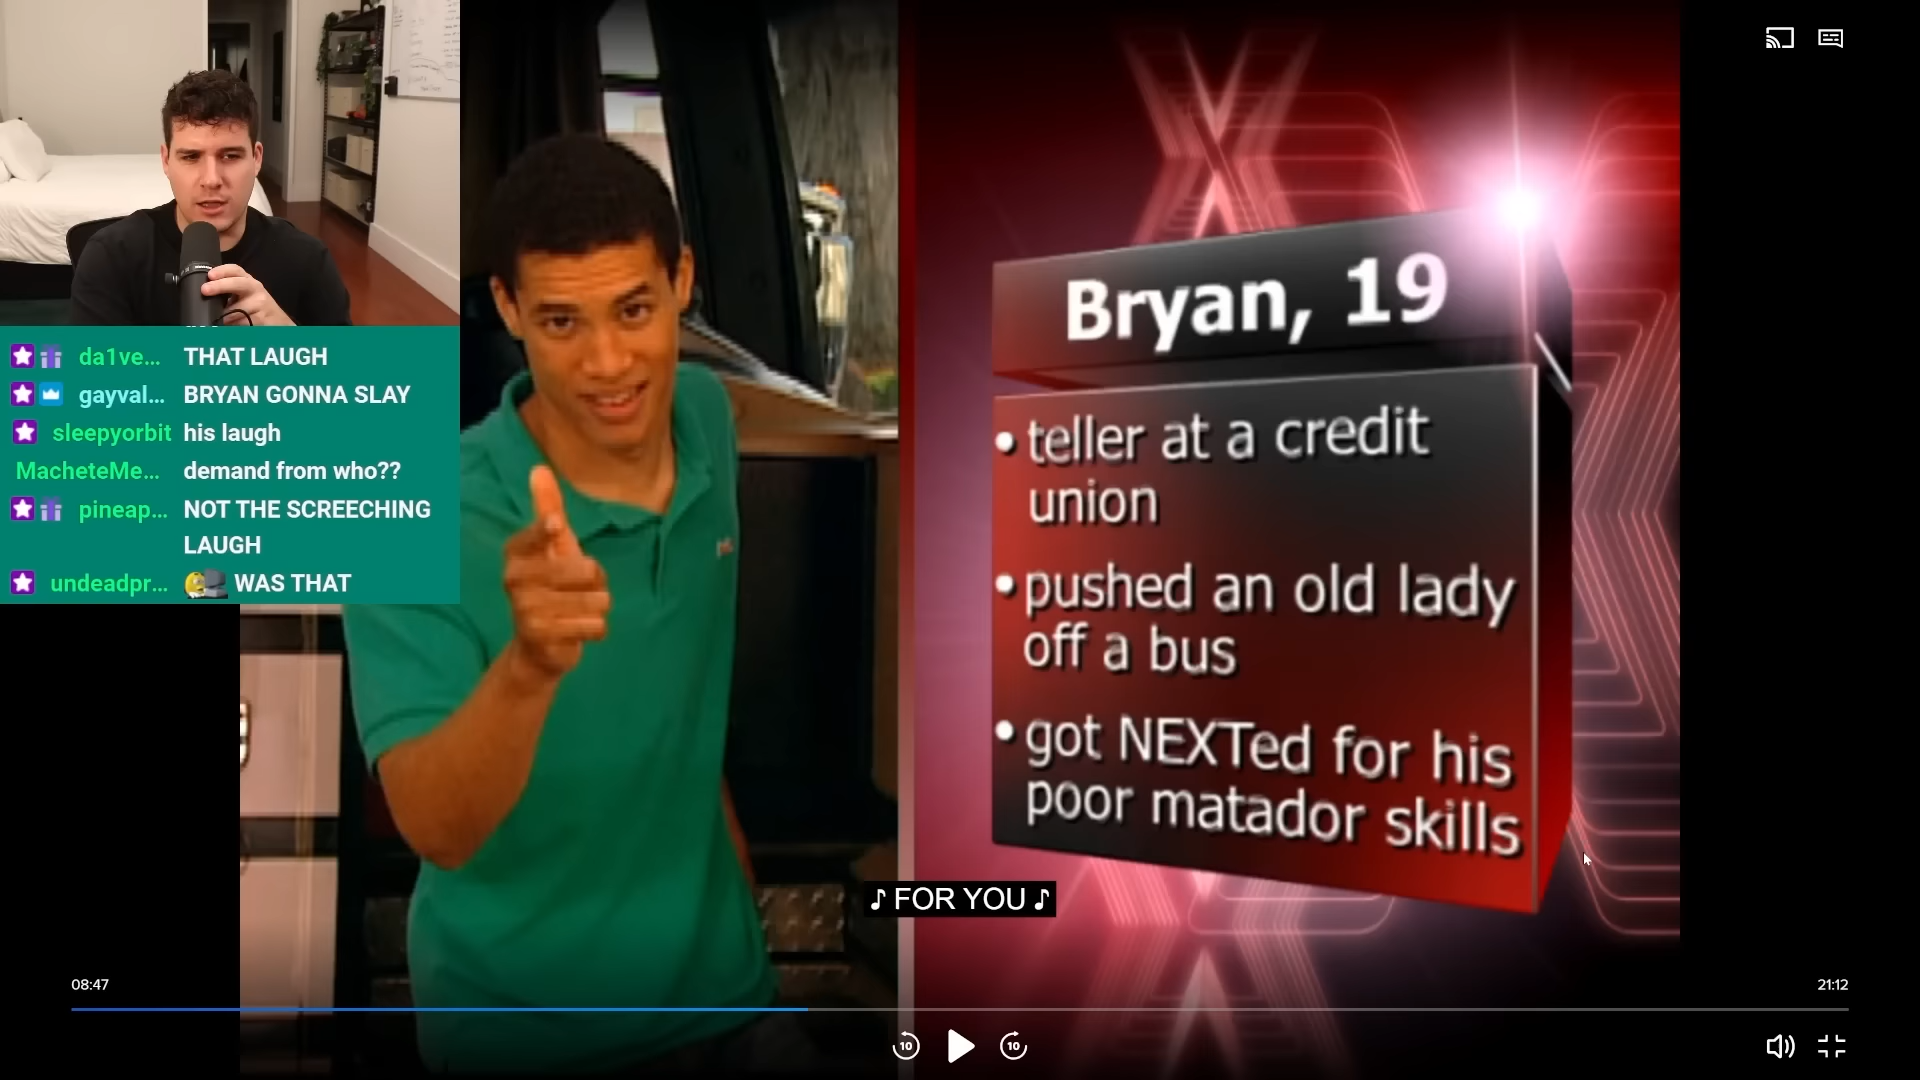 da1ve... THAT LAUGH
gayval... BRYAN GONNA SLAY
sleepyorbit his laugh
MacheteMe... demand from who??
pineap... NOT THE SCREECHING
LAUGH
undeadpr... WAS THAT
Bryan, 19
• teller at a credit
union
• pushed an old lady
off a bus
• got NEXTed for his
poor matador skills
♪ FOR YOU ♪
08:47
21:12
10
10